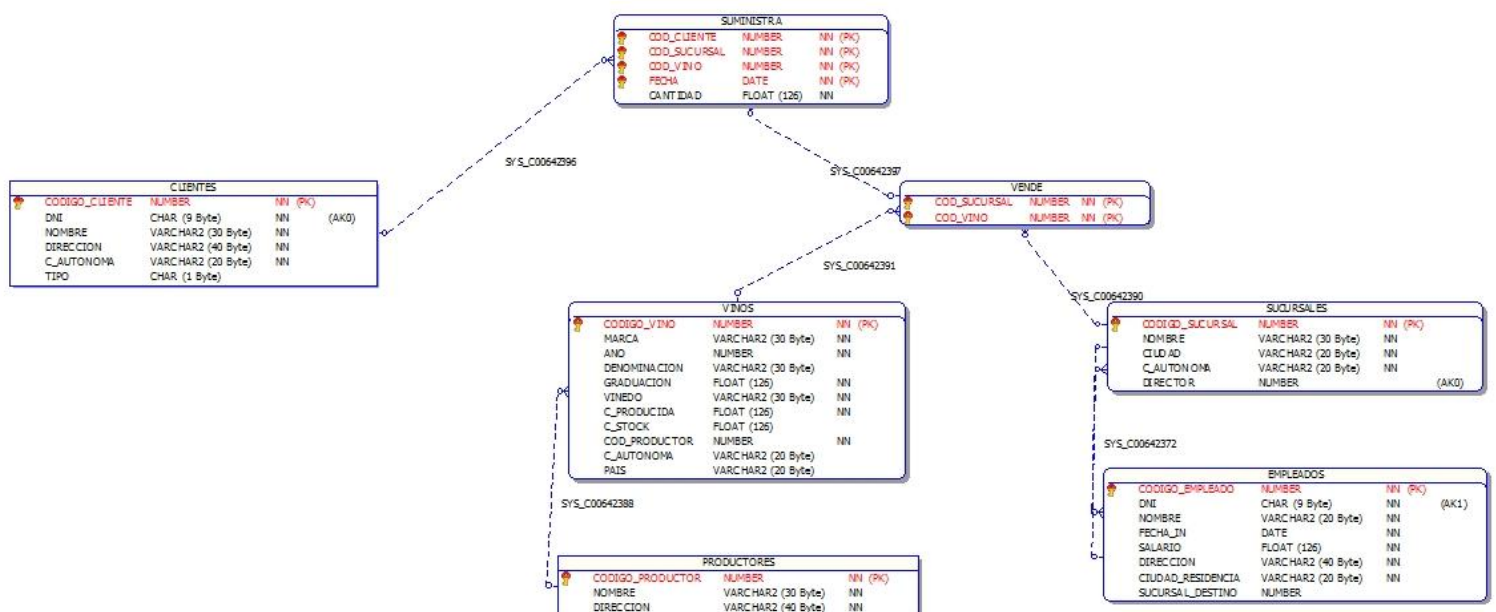 SUMINISTRA
COD_CLIENTE NUMBER NN (PK)
COD_SUCURSAL NUMBER NN (PK)
COD_VINO NUMBER NN (PK)
FECHA DATE NN (PK)
CANTIDAD FLOAT (126) NN
SYS_C00642396
SYS_C00642397
CLIENTES
CODIGO_CLIENTE NUMBER NN (PK)
DNI CHAR (9 Byte) NN (AK0)
NOMBRE VARCHAR2 (30 Byte) NN
DIRECCION VARCHAR2 (40 Byte) NN
C_AUTONOMA VARCHAR2 (20 Byte) NN
TIPO CHAR (1 Byte)
VENDE
COD_SUCURSAL NUMBER NN (PK)
COD_VINO NUMBER NN (PK)
SYS_C00642391
SYS_C00642390
VINOS
CODIGO_VINO NUMBER NN (PK)
MARCA VARCHAR2 (30 Byte) NN
ANO NUMBER NN
DENOMINACION VARCHAR2 (30 Byte)
GRADUACION FLOAT (126) NN
VINEDO VARCHAR2 (30 Byte) NN
C_PRODUCIDA FLOAT (126) NN
C_STOCK FLOAT (126)
COD_PRODUCTOR NUMBER NN
C_AUTONOMA VARCHAR2 (20 Byte)
PAIS VARCHAR2 (20 Byte)
SUCURSALES
CODIGO_SUCURSAL NUMBER NN (PK)
NOMBRE VARCHAR2 (30 Byte) NN
CIUDAD VARCHAR2 (20 Byte) NN
C_AUTONOMA VARCHAR2 (20 Byte) NN
DIRECTOR NUMBER (AK0)
SYS_C00642372
EMPLEADOS
CODIGO_EMPLEADO NUMBER NN (PK)
DNI CHAR (9 Byte) NN (AK1)
NOMBRE VARCHAR2 (20 Byte) NN
FECHA_IN DATE NN
SALARIO FLOAT (126) NN
DIRECCION VARCHAR2 (40 Byte) NN
CIUDAD_RESIDENCIA VARCHAR2 (20 Byte) NN
SUCURSAL_DESTINO NUMBER
SYS_C00642388
PRODUCTORES
CODIGO_PRODUCTOR NUMBER NN (PK)
NOMBRE VARCHAR2 (30 Byte) NN
DIRECCION VARCHAR2 (40 Byte) NN